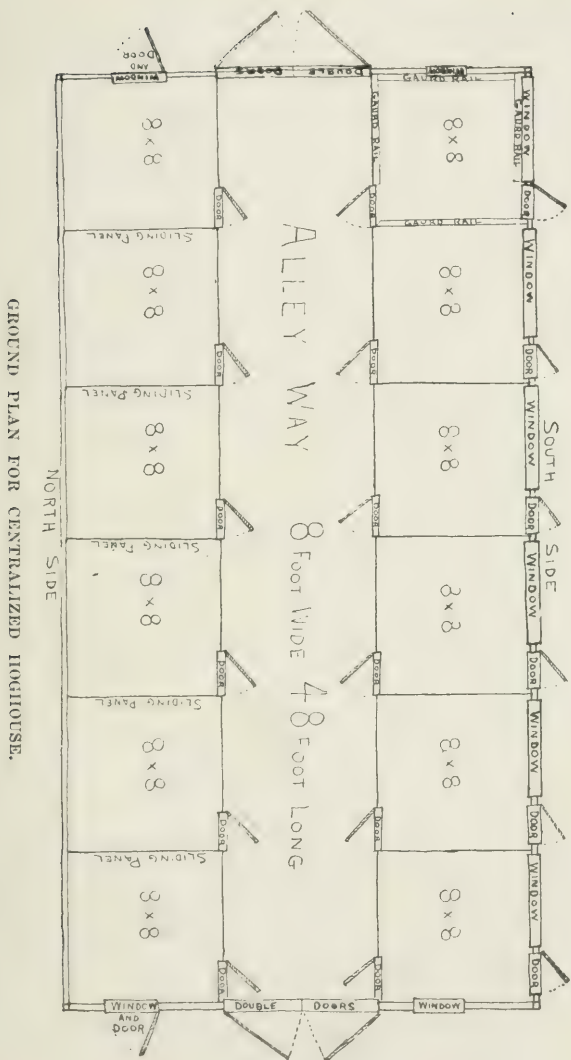 SOUTH SIDE
WINDOW DOOR WINDOW DOOR WINDOW DOOR WINDOW DOOR WINDOW DOOR WINDOW DOOR
GAURD RAIL
WINDOW
GAURD RAIL
8 x 8 8 x 8 8 x 8 8 x 8 8 x 8 8 x 8
GAURD RAIL
WINDOW
GAURD RAIL
DOOR DOOR DOOR DOOR DOOR DOOR
DOUBLE DOORS
ALLEY WAY 8 FOOT WIDE 48 FOOT LONG
DOUBLE DOORS
DOOR DOOR DOOR DOOR DOOR DOOR
WINDOW
AND
DOOR
8 x 8 8 x 8 8 x 8 8 x 8 8 x 8 8 x 8
SLIDING PANEL
SLIDING PANEL
SLIDING PANEL
SLIDING PANEL
SLIDING PANEL
WINDOW
AND
DOOR
NORTH SIDE
GROUND PLAN FOR CENTRALIZED HOGHOUSE.